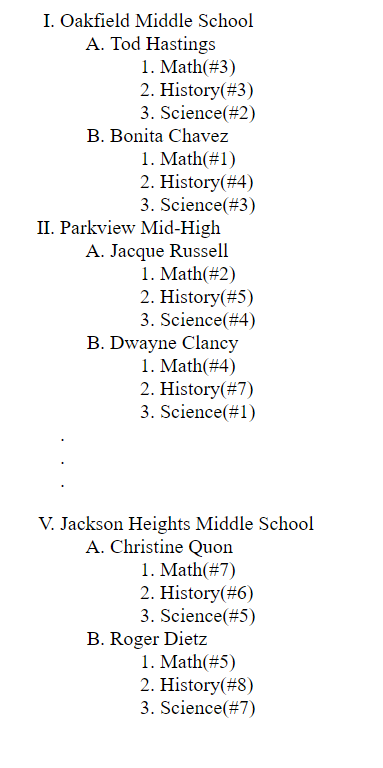 I. Oakfield Middle School
A. Tod Hastings
1. Math(#3)
2. History(#3)
3. Science(#2)
B. Bonita Chavez
1. Math(#1)
2. History(#4)
3. Science(#3)
II. Parkview Mid-High
A. Jacque Russell
1. Math(#2)
2. History(#5)
3. Science(#4)
B. Dwayne Clancy
1. Math(#4)
2. History(#7)
3. Science(#1)
.
.
.
V. Jackson Heights Middle School
A. Christine Quon
1. Math(#7)
2. History(#6)
3. Science(#5)
B. Roger Dietz
1. Math(#5)
2. History(#8)
3. Science(#7)